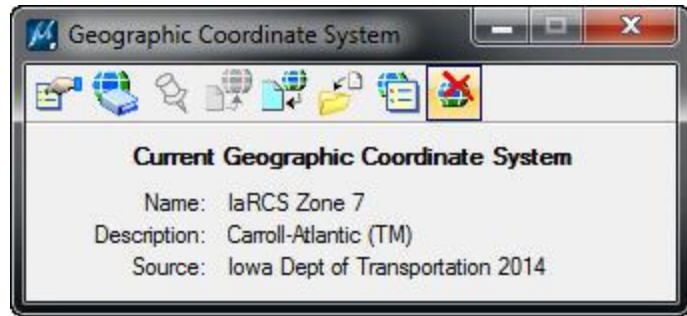 Geographic Coordinate System
Current Geographic Coordinate System
Name: IaRCS Zone 7
Description: Carroll-Atlantic (TM)
Source: Iowa Dept of Transportation 2014